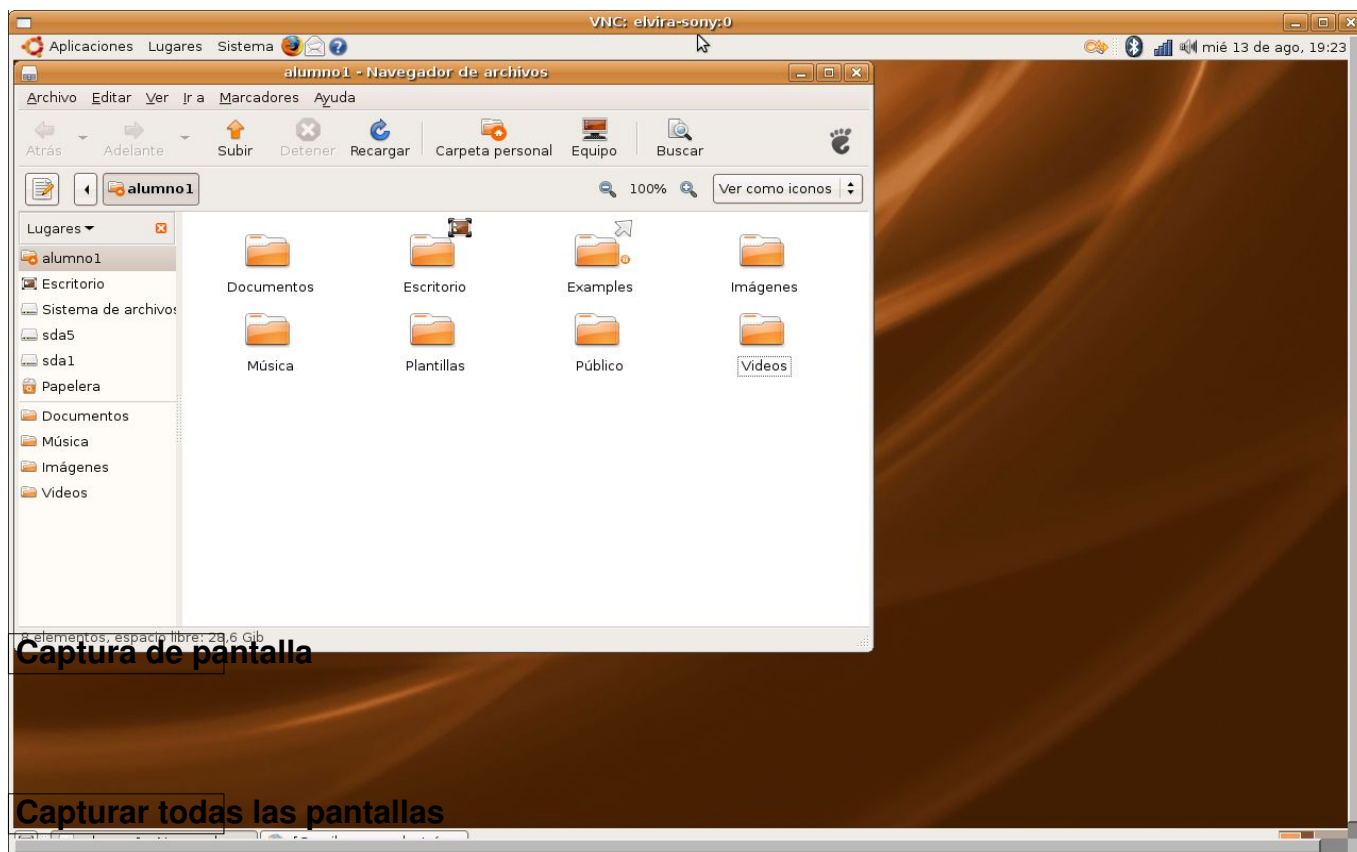 VNC: elvira-sony:0
Aplicaciones Lugares Sistema
mié 13 de ago, 19:23
alumno1 - Navegador de archivos
Archivo Editar Ver Ir a Marcadores Ayuda
Atrás Adelante Subir Detener Recargar Carpeta personal Equipo Buscar
alumno1 100% Ver como iconos
Lugares
alumno1
Escritorio
Sistema de archivos
sda5
sda1
Papelera
Documentos
Música
Imágenes
Videos
Documentos Escritorio Examples Imágenes
Música Plantillas Público Videos
8 elementos, espacio libre: 28,6 Gib
Captura de pantalla
Capturar todas las pantallas